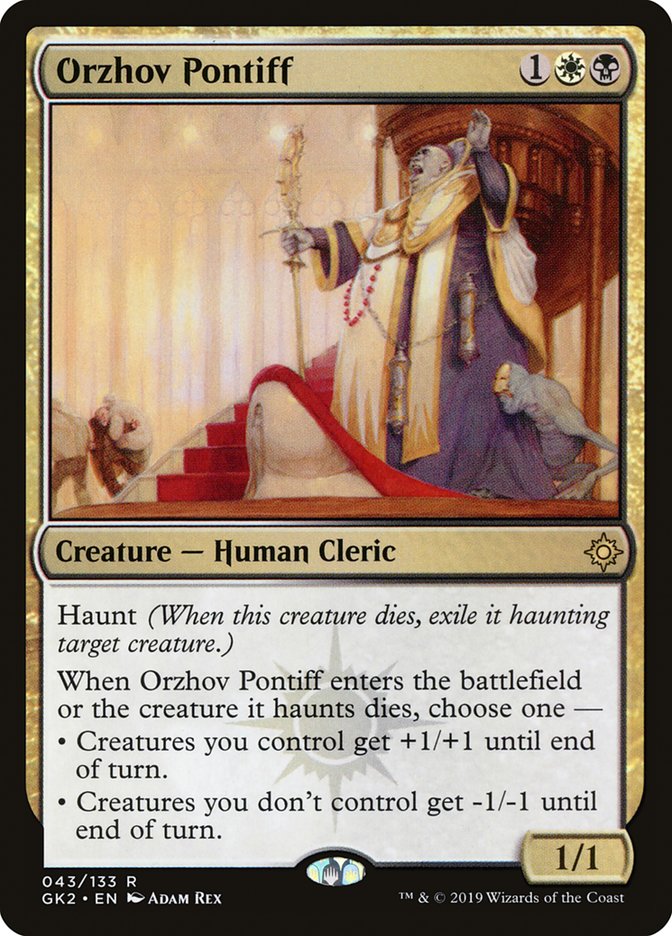 Orzhov Pontiff 1
Creature — Human Cleric
Haunt (When this creature dies, exile it haunting
target creature.)
When Orzhov Pontiff enters the battlefield
or the creature it haunts dies, choose one —
• Creatures you control get +1/+1 until end
of turn.
• Creatures you don't control get -1/-1 until
end of turn.
1/1
043/133 R
GK2 • EN Adam Rex
™ & © 2019 Wizards of the Coast